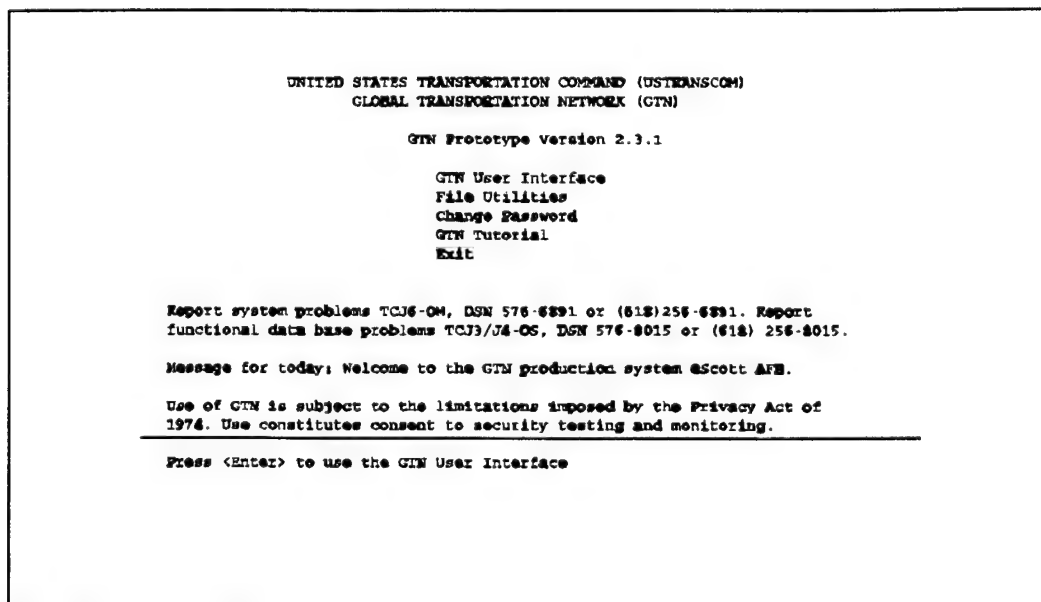 UNITED STATES TRANSPORTATION COMMAND (USTRANSCOM)
GLOBAL TRANSPORTATION NETWORK (GTN)
GTN Prototype Version 2.3.1
GTN User Interface
File Utilities
Change Password
GTN Tutorial
Exit
Report system problems TCJ6-OM, DSN 576-6891 or (618)256-6891. Report
functional data base problems TCJ3/J4-OS, DSN 576-8015 or (618) 256-8015.
Message for today: Welcome to the GTN production system @Scott AFB.
Use of GTN is subject to the limitations imposed by the Privacy Act of
1974. Use constitutes consent to security testing and monitoring.
Press <Enter> to use the GTN User Interface